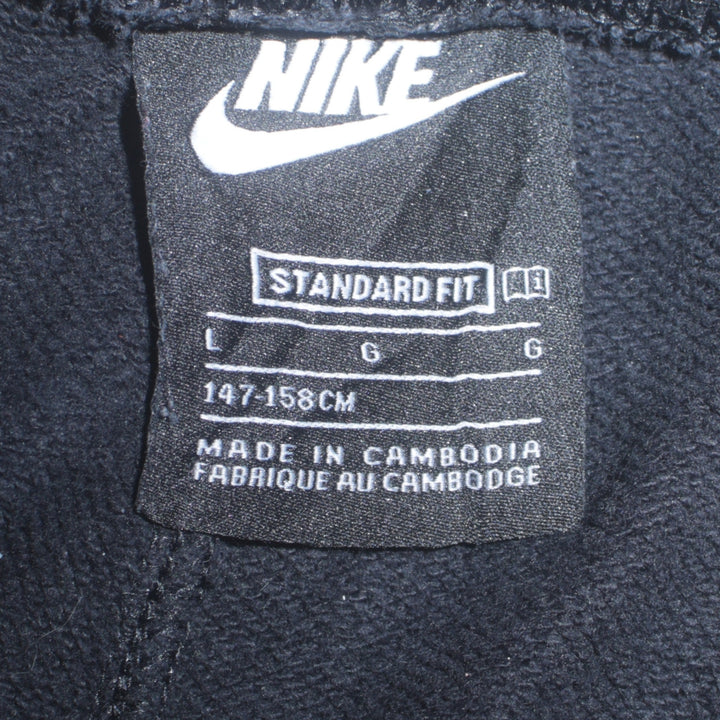 NIKE
STANDARD FIT i
L G G
147-158CM
MADE IN CAMBODIA
FABRIQUE AU CAMBODGE